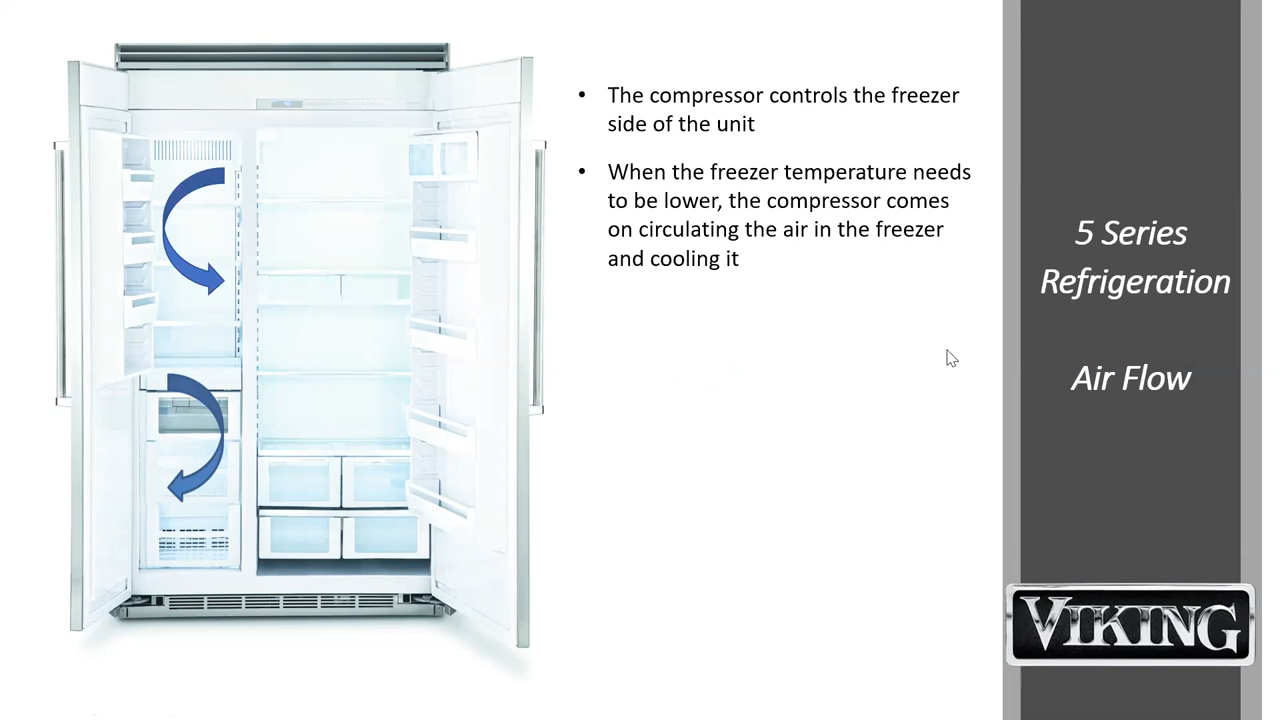 • The compressor controls the freezer
side of the unit
• When the freezer temperature needs
to be lower, the compressor comes
on circulating the air in the freezer
and cooling it
5 Series
Refrigeration
Air Flow
VIKING